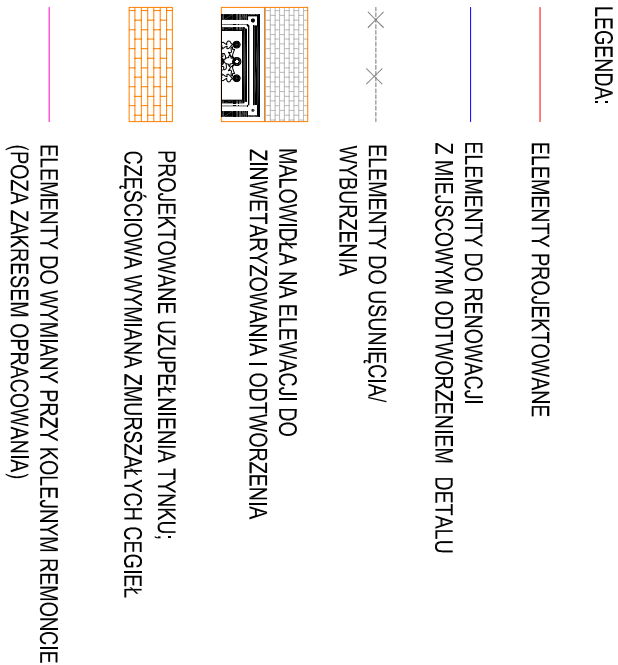 LEGENDA:
ELEMENTY PROJEKTOWANE
ELEMENTY DO RENOWACJI
Z MIEJSCOWYM ODTWORZENIEM DETALU
ELEMENTY DO USUNIĘCIA/
WYBURZENIA
MALOWIDŁA NA ELEWACJI DO
ZINWETARYZOWANIA I ODTWORZENIA
PROJEKTOWANE UZUPEŁNIENIA TYNKU;
CZĘŚCIOWA WYMIANA ZMURSZAŁYCH CEGIEŁ
ELEMENTY DO WYMIANY PRZY KOLEJNYM REMONCIE
(POZA ZAKRESEM OPRACOWANIA)